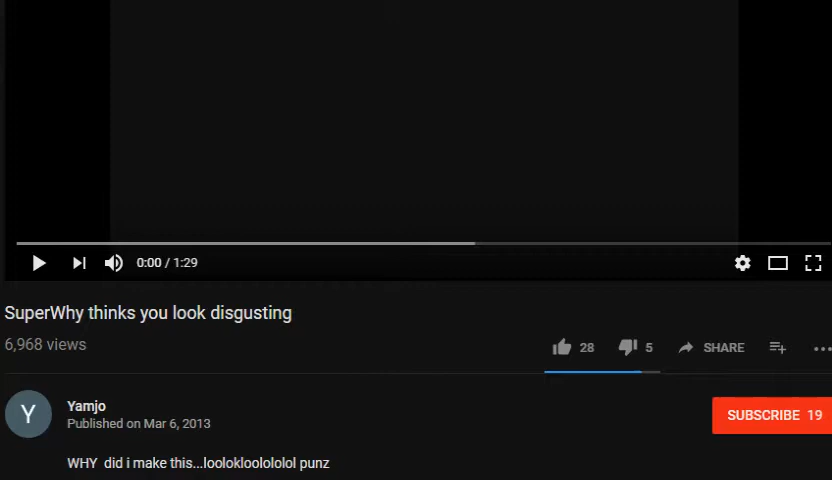 0:00 / 1:29
SuperWhy thinks you look disgusting
6,968 views
28 5 SHARE
Y
Yamjo
Published on Mar 6, 2013
SUBSCRIBE 19
WHY did i make this...loolokloolololol punz